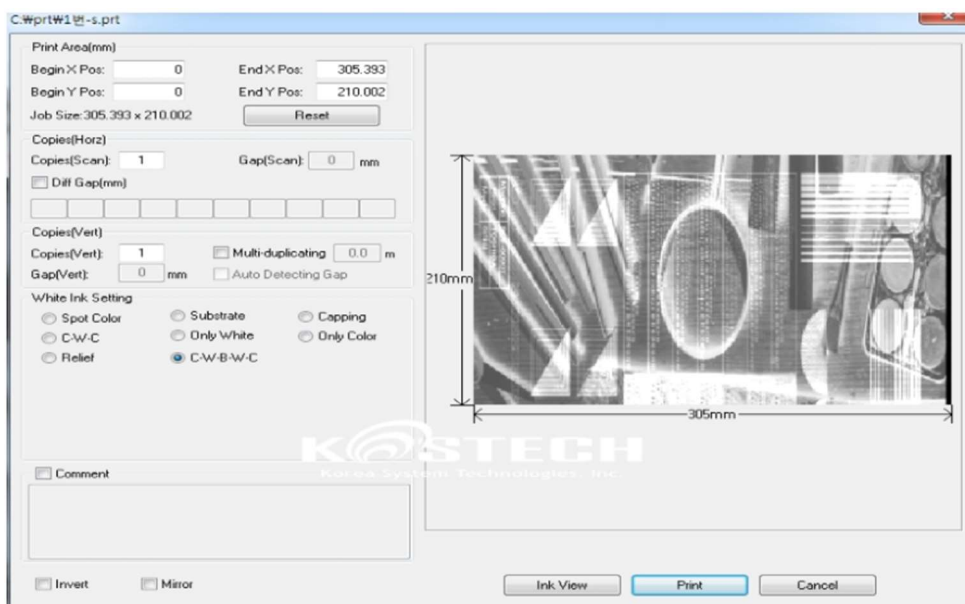 C:₩prt₩1번-s.prt
Print Area(mm)
Begin X Pos: 0 End X Pos: 305.393
Begin Y Pos: 0 End Y Pos: 210.002
Job Size:305.393 x 210.002 Reset
Copies(Horz)
Copies(Scan): 1 Gap(Scan): 0 mm
Diff Gap(mm)
Copies(Vert)
Copies(Vert): 1 Multi-duplicating 0.0 m
Gap(Vert): 0 mm Auto Detecting Gap
White Ink Setting
Spot Color Substrate Capping
C-W-C Only White Only Color
Relief C-W-B-W-C
210mm
305mm
KOSTECH
Korea System Technologies. Inc.
Comment
Invert Mirror
Ink View Print Cancel